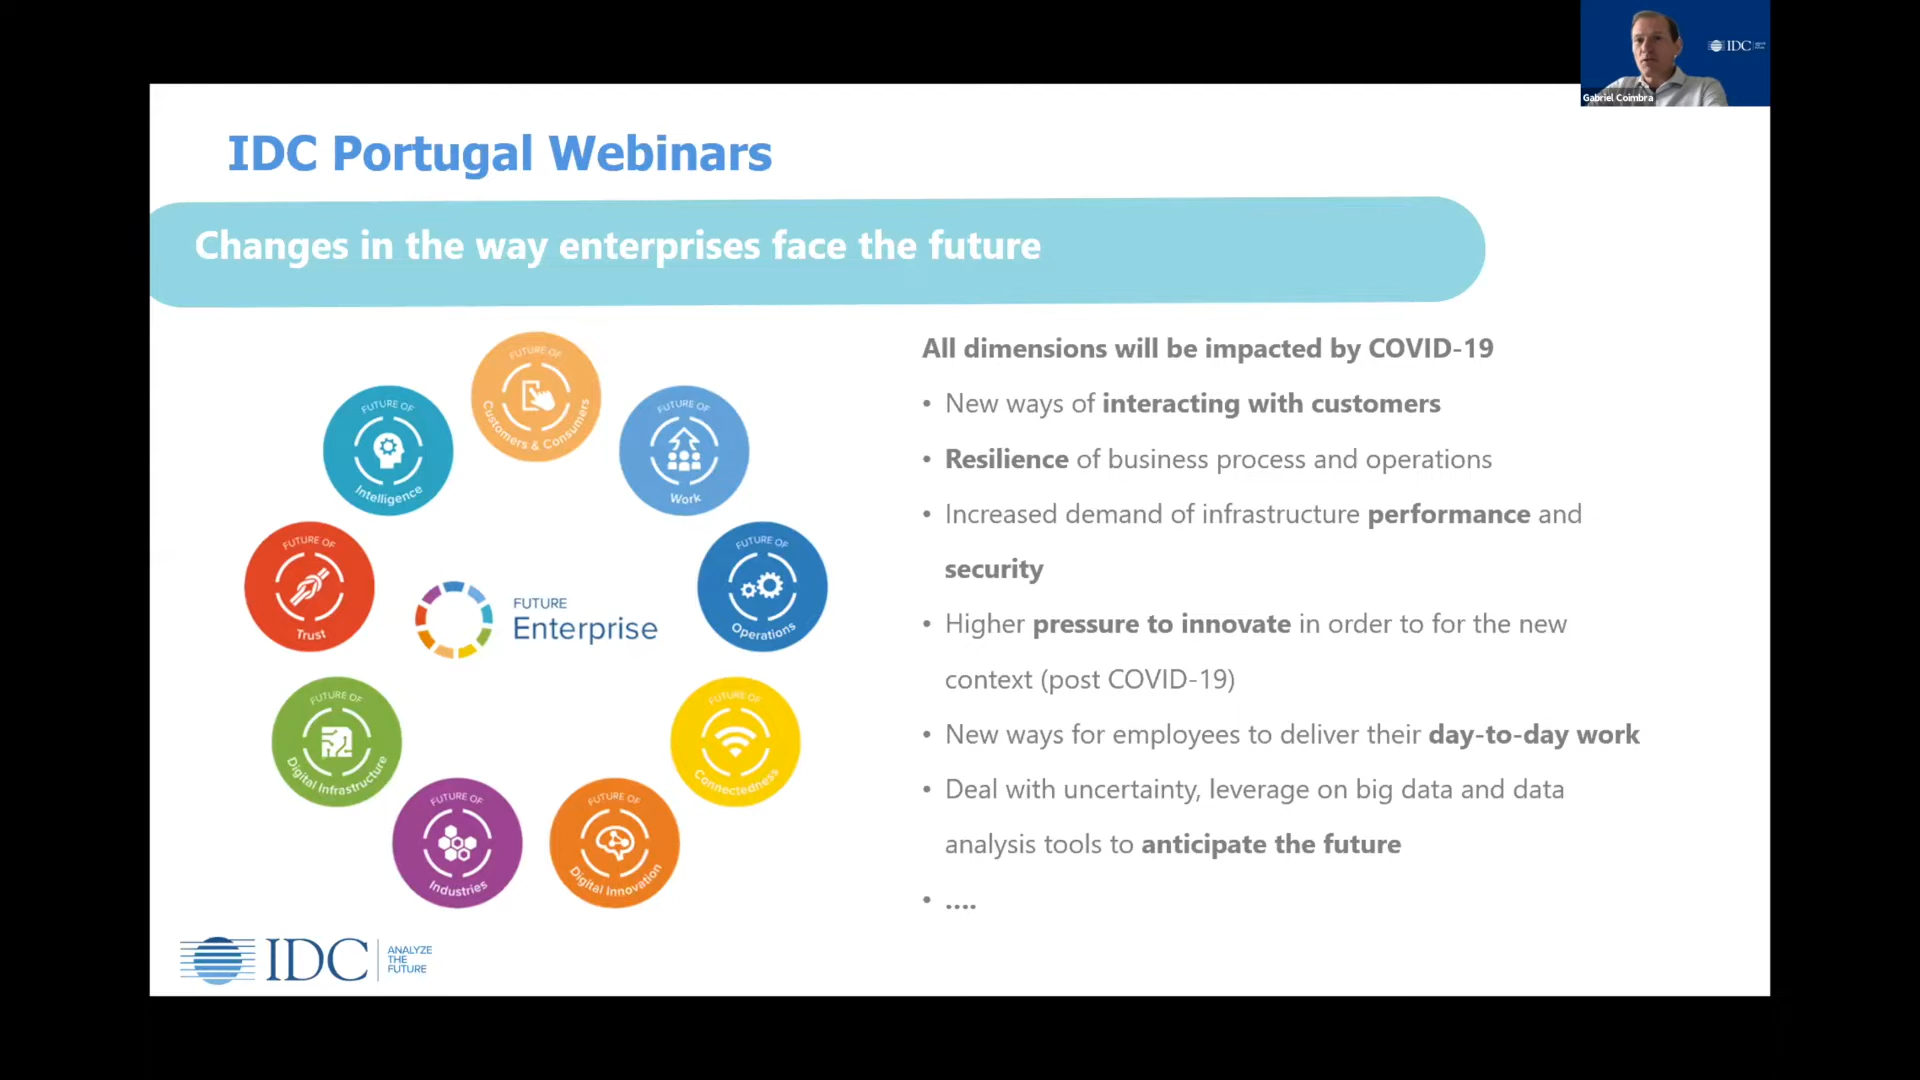 IDC
Gabriel Coimbra
IDC Portugal Webinars
Changes in the way enterprises face the future
FUTURE OF
Customers & Consumers
FUTURE OF
Intelligence
FUTURE OF
Work
FUTURE OF
Trust
FUTURE OF
Operations
FUTURE
Enterprise
FUTURE OF
Digital Infrastructure
FUTURE OF
Connectedness
FUTURE OF
Industries
FUTURE OF
Digital Innovation
All dimensions will be impacted by COVID-19
• New ways of interacting with customers
• Resilience of business process and operations
• Increased demand of infrastructure performance and
security
• Higher pressure to innovate in order to for the new
context (post COVID-19)
• New ways for employees to deliver their day-to-day work
• Deal with uncertainty, leverage on big data and data
analysis tools to anticipate the future
• ....
IDC
ANALYZE
THE
FUTURE